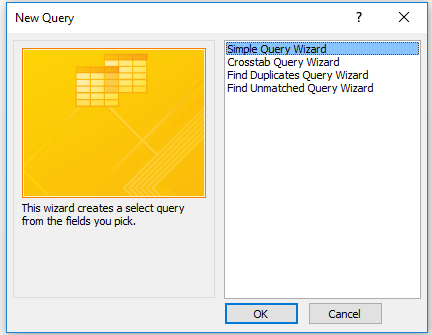 New Query
?
This wizard creates a select query
from the fields you pick.
Simple Query Wizard
Crosstab Query Wizard
Find Duplicates Query Wizard
Find Unmatched Query Wizard
OK
Cancel